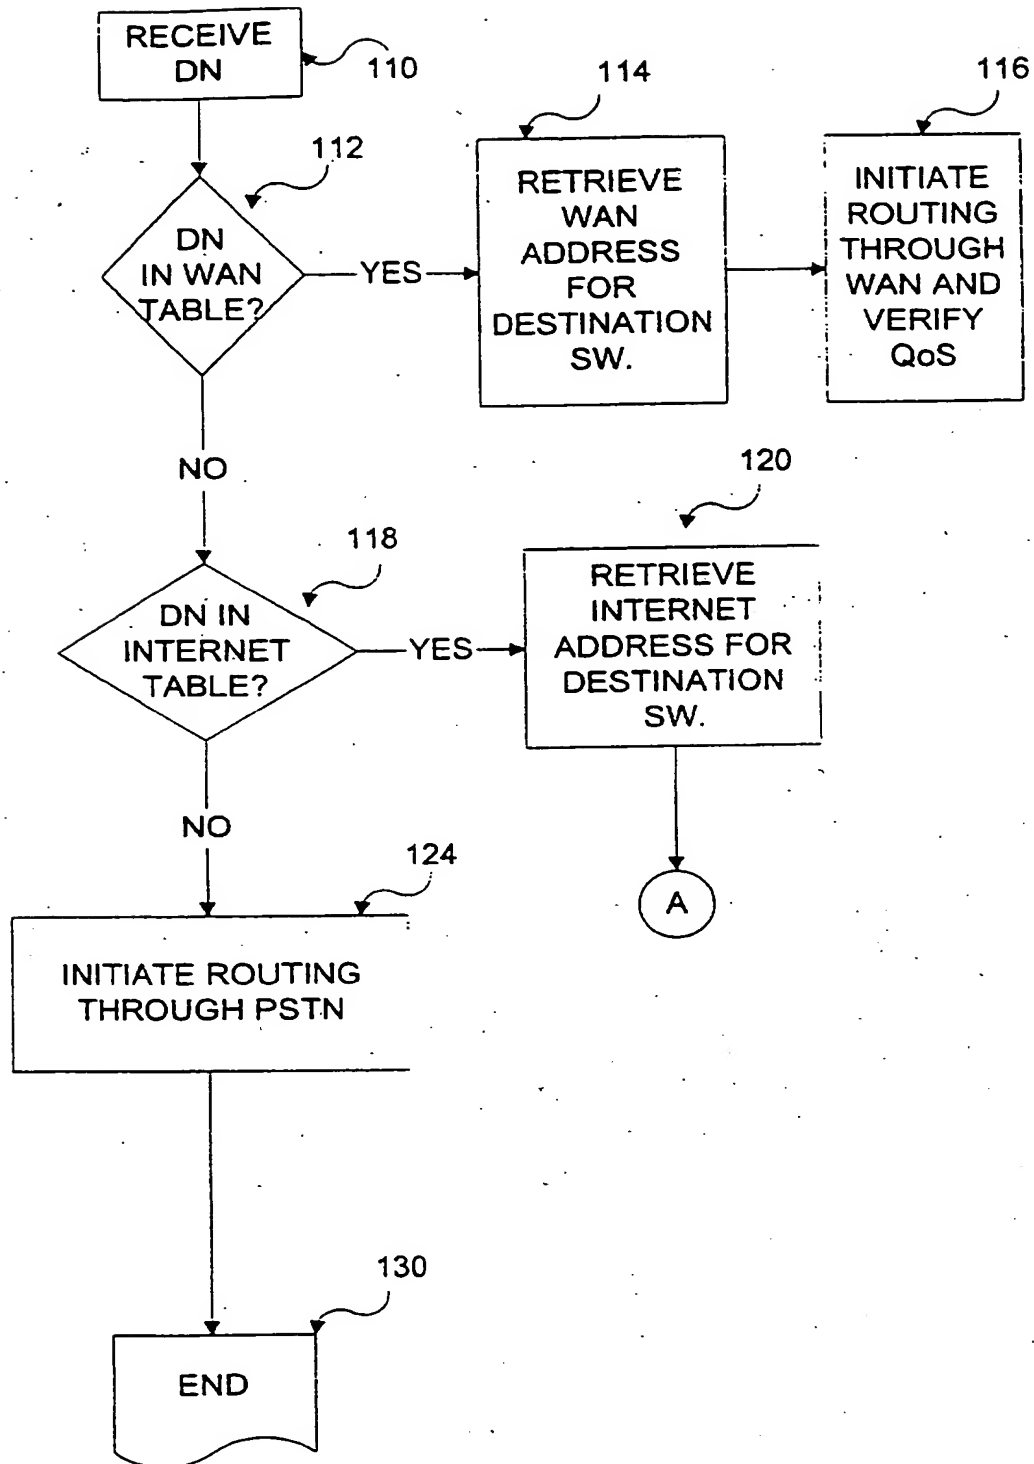 RECEIVE
DN
110
112
DN
IN WAN
TABLE?
YES
114
RETRIEVE
WAN
ADDRESS
FOR
DESTINATION
SW.
116
INITIATE
ROUTING
THROUGH
WAN AND
VERIFY
QoS
NO
118
DN IN
INTERNET
TABLE?
YES
120
RETRIEVE
INTERNET
ADDRESS FOR
DESTINATION
SW.
A
NO
124
INITIATE ROUTING
THROUGH PSTN
130
END